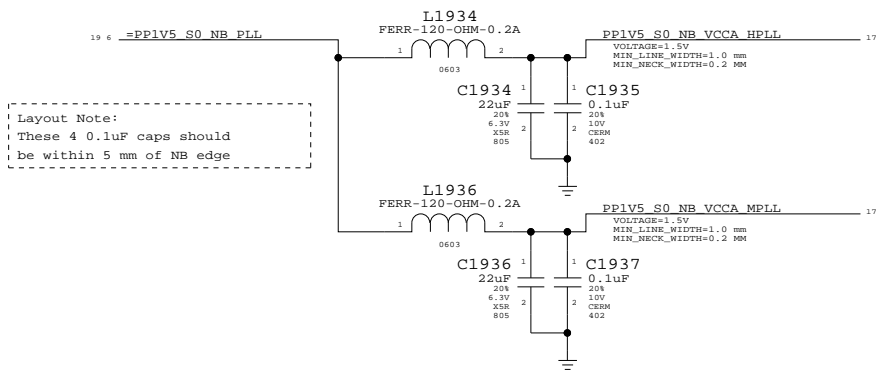 L1934
FERR-120-OHM-0.2A
19 6 =PP1V5_S0_NB_PLL
1 2
0603
PP1V5_S0_NB_VCCA_HPLL 17
VOLTAGE=1.5V
MIN_LINE_WIDTH=1.0 mm
MIN_NECK_WIDTH=0.2 MM
C1934
22uF
20%
6.3V
X5R
805
1
2
1
2
C1935
0.1uF
20%
10V
CERM
402
Layout Note:
These 4 0.1uF caps should
be within 5 mm of NB edge
L1936
FERR-120-OHM-0.2A
1 2
0603
PP1V5_S0_NB_VCCA_MPLL 17
VOLTAGE=1.5V
MIN_LINE_WIDTH=1.0 mm
MIN_NECK_WIDTH=0.2 MM
C1936
22uF
20%
6.3V
X5R
805
1
2
1
2
C1937
0.1uF
20%
10V
CERM
402